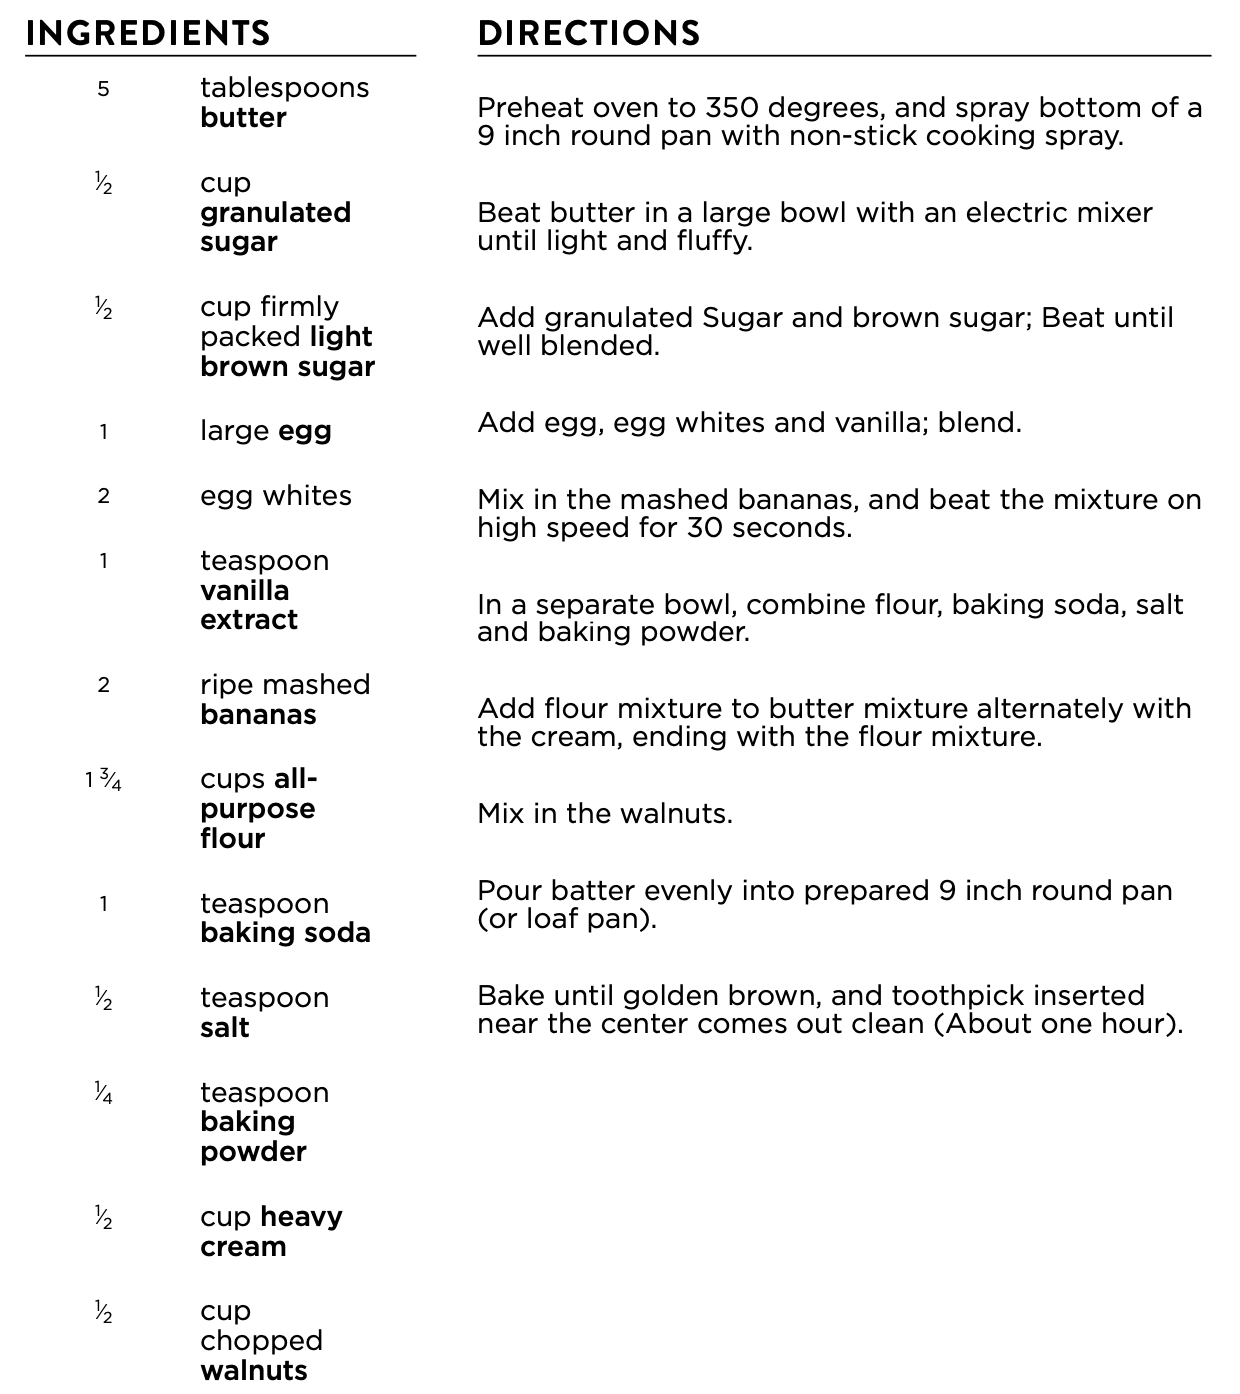 INGREDIENTS
5 tablespoons
butter
½ cup
granulated
sugar
½ cup firmly
packed light
brown sugar
1 large egg
2 egg whites
1 teaspoon
vanilla
extract
2 ripe mashed
bananas
1 ¾ cups all-
purpose
flour
1 teaspoon
baking soda
½ teaspoon
salt
¼ teaspoon
baking
powder
½ cup heavy
cream
½ cup
chopped
walnuts
DIRECTIONS
Preheat oven to 350 degrees, and spray bottom of a
9 inch round pan with non-stick cooking spray.
Beat butter in a large bowl with an electric mixer
until light and fluffy.
Add granulated Sugar and brown sugar; Beat until
well blended.
Add egg, egg whites and vanilla; blend.
Mix in the mashed bananas, and beat the mixture on
high speed for 30 seconds.
In a separate bowl, combine flour, baking soda, salt
and baking powder.
Add flour mixture to butter mixture alternately with
the cream, ending with the flour mixture.
Mix in the walnuts.
Pour batter evenly into prepared 9 inch round pan
(or loaf pan).
Bake until golden brown, and toothpick inserted
near the center comes out clean (About one hour).